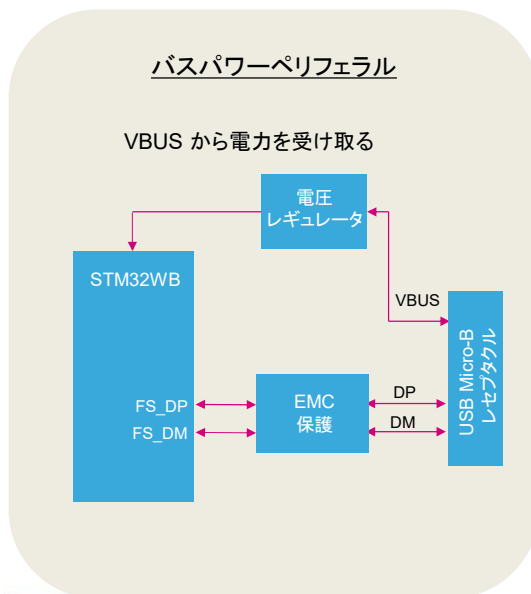 バスパワーペリフェラル
VBUS から電力を受け取る
電圧
レギュレータ
STM32WB
VBUS
USB Micro-B
レセプタクル
FS_DP
EMC
保護
DP
FS_DM
DM